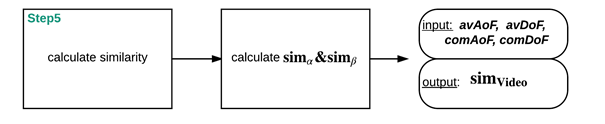 Step5
calculate similarity
calculate simα&simβ
input: avAoF, avDoF,
comAoF, comDoF
output: simVideo